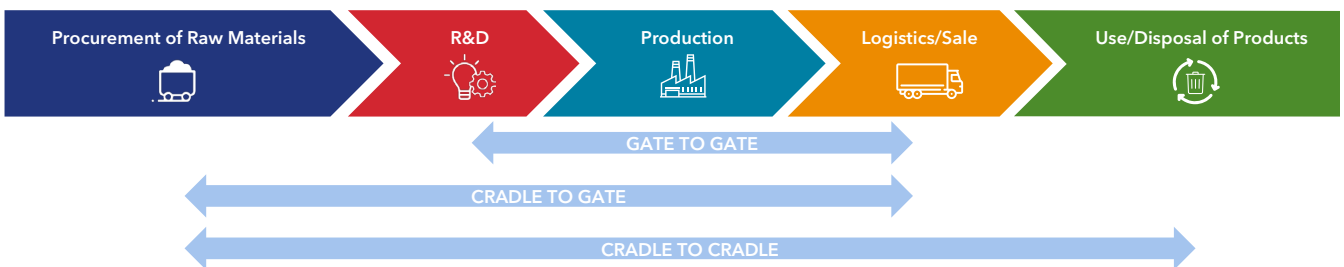 Procurement of Raw Materials
R&D
Production
Logistics/Sale
Use/Disposal of Products
GATE TO GATE
CRADLE TO GATE
CRADLE TO CRADLE